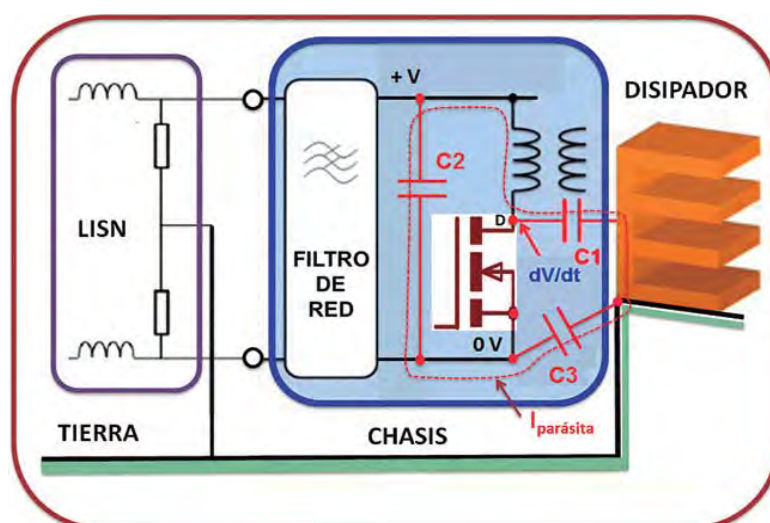 + V
DISIPADOR
C2
LISN
FILTRO
DE
RED
D
C1
dV/dt
0 V
C3
Iparásita
TIERRA
CHASIS